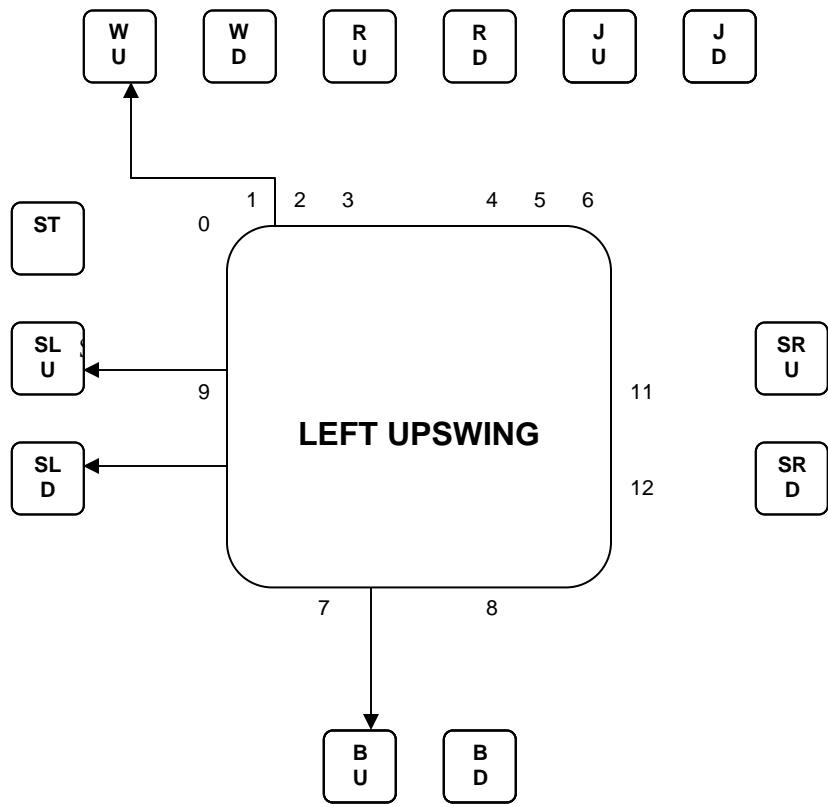 W W R R J J
U D U D U D
1 2 3 4 5 6
ST 0
SL SR
U U
9 11
LEFT UPSWING
SL SR
D D
12
7 8
B B
U D